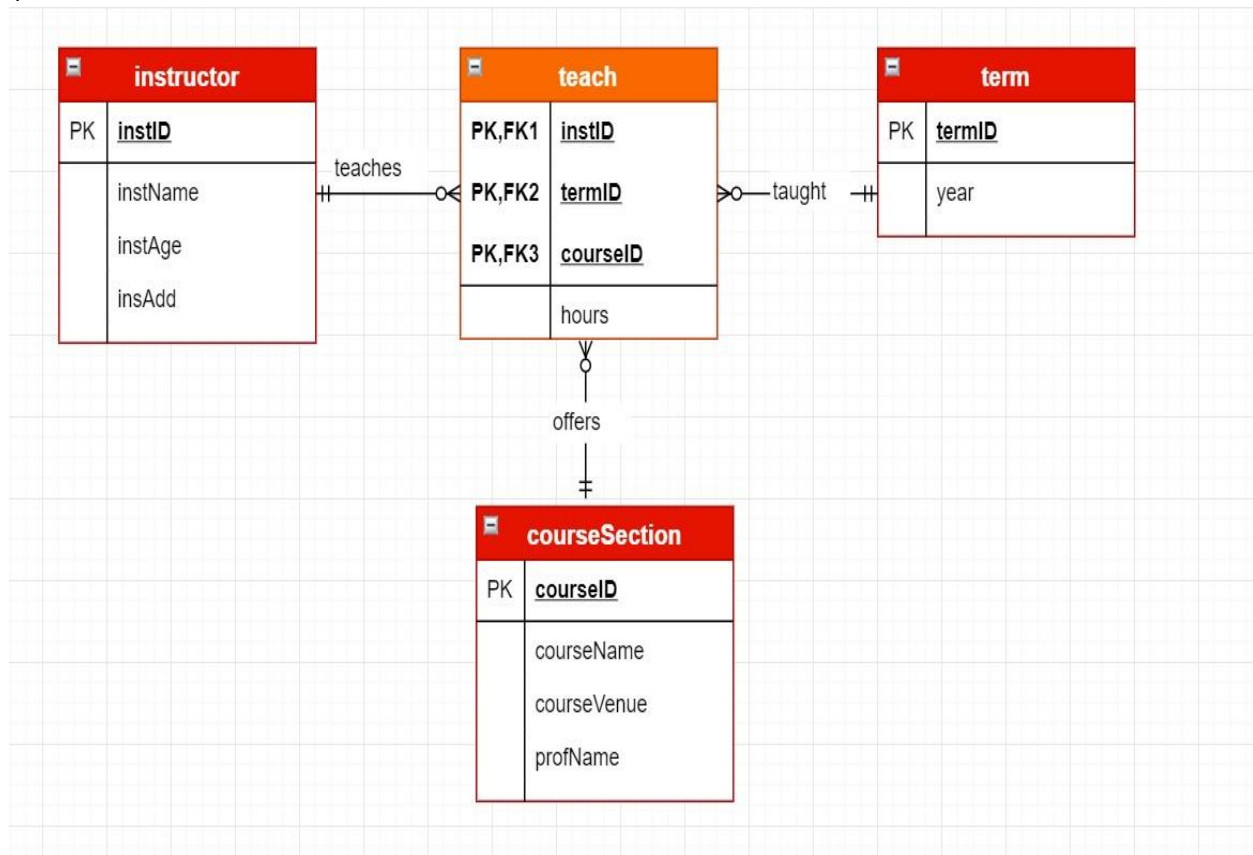 instructor
PK instID
instName
instAge
insAdd
teaches
teach
PK,FK1 instID
PK,FK2 termID
PK,FK3 courseID
hours
taught
term
PK termID
year
offers
courseSection
PK courseID
courseName
courseVenue
profName